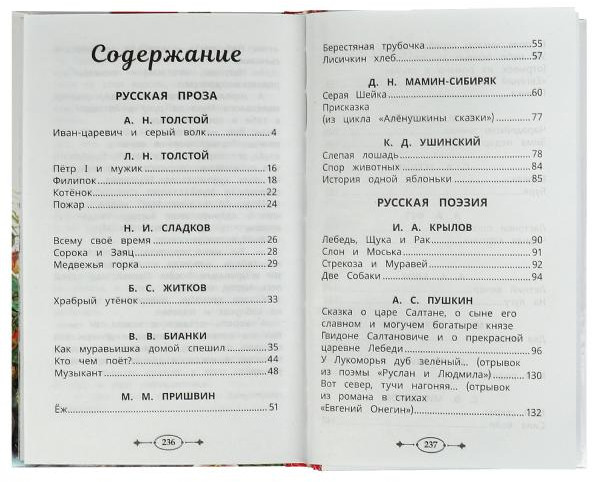 Содержание
РУССКАЯ ПРОЗА
А. Н. ТОЛСТОЙ
Иван-царевич и серый волк 4
Л. Н. ТОЛСТОЙ
Пётр I и мужик 16
Филипок 18
Котёнок 22
Пожар 24
Н. И. СЛАДКОВ
Всему своё время 26
Сорока и Заяц 28
Медвежья горка 29
Б. С. ЖИТКОВ
Храбрый утёнок 33
В. В. БИАНКИ
Как муравьишка домой спешил 35
Кто чем поёт? 44
Музыкант 48
М. М. ПРИШВИН
Ёж 51
236
Берестяная трубочка 55
Лисичкин хлеб 57
Д. Н. МАМИН-СИБИРЯК
Серая Шейка 60
Присказка
(из цикла «Алёнушкины сказки») 77
К. Д. УШИНСКИЙ
Слепая лошадь 78
Спор животных 84
История одной яблоньки 85
РУССКАЯ ПОЭЗИЯ
И. А. КРЫЛОВ
Лебедь, Щука и Рак 90
Слон и Моська 91
Стрекоза и Муравей 92
Две Собаки 94
А. С. ПУШКИН
Сказка о царе Салтане, о сыне его
славном и могучем богатыре князе
Гвидоне Салтановиче и о прекрасной
царевне Лебеди 96
У Лукоморья дуб зелёный... (отрывок
из поэмы «Руслан и Людмила») 130
Вот север, тучи нагоняя... (отрывок
из романа в стихах
«Евгений Онегин») 132
237